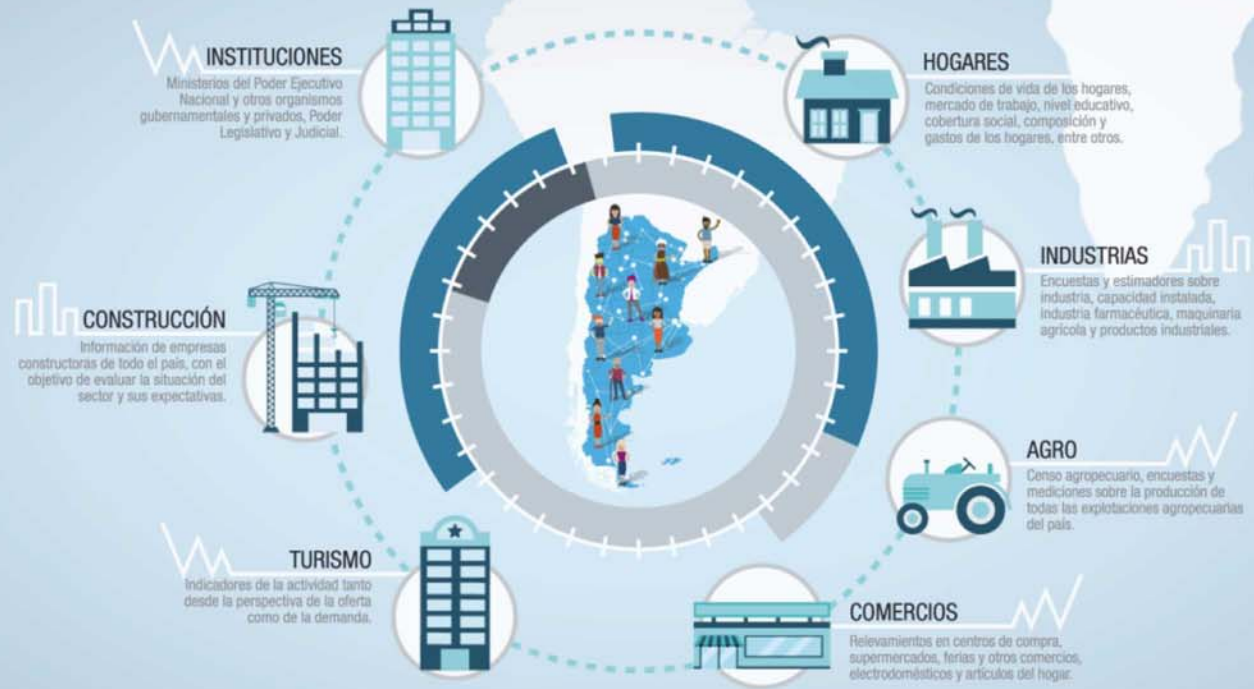 INSTITUCIONES
Ministerios del Poder Ejecutivo
Nacional y otros organismos
gubernamentales y privados, Poder
Legislativo y Judicial.
HOGARES
Condiciones de vida de los hogares,
mercado de trabajo, nivel educativo,
cobertura social, composición y
gastos de los hogares, entre otros.
INDUSTRIAS
Encuestas y estimadores sobre
industria, capacidad instalada,
industria farmacéutica, maquinaria
agrícola y productos industriales.
CONSTRUCCIÓN
Información de empresas
constructoras de todo el país, con el
objetivo de evaluar la situación del
sector y sus expectativas.
AGRO
Censo agropecuario, encuestas y
mediciones sobre la producción de
todas las explotaciones agropecuarias
del país.
TURISMO
Indicadores de la actividad tanto
desde la perspectiva de la oferta
como de la demanda.
COMERCIOS
Relevamientos en centros de compra,
supermercados, ferias y otros comercios,
electrodomésticos y artículos del hogar.